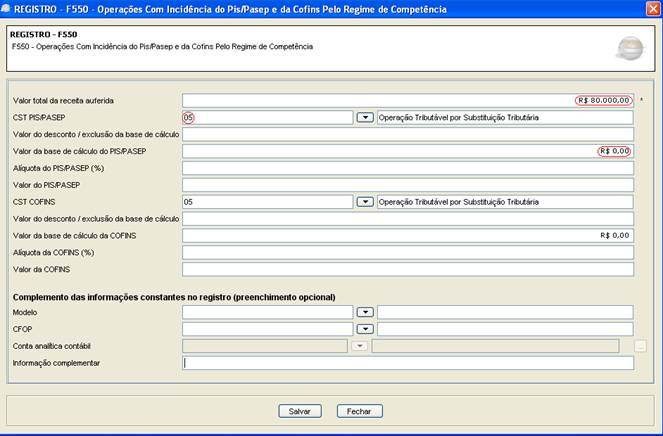 REGISTRO - F550 - Operações Com Incidência do Pis/Pasep e da Cofins Pelo Regime de Competência
REGISTRO - F550
F550 - Operações Com Incidência do Pis/Pasep e da Cofins Pelo Regime de Competência
Valor total da receita auferida R$ 80.000,00 *
CST PIS/PASEP 05 Operação Tributável por Substituição Tributária
Valor do desconto / exclusão da base de cálculo
Valor da base de cálculo do PIS/PASEP R$ 0,00
Alíquota do PIS/PASEP (%)
Valor do PIS/PASEP
CST COFINS 05 Operação Tributável por Substituição Tributária
Valor do desconto / exclusão da base de cálculo
Valor da base de cálculo da COFINS R$ 0,00
Alíquota da COFINS (%)
Valor da COFINS
Complemento das informações constantes no registro (preenchimento opcional)
Modelo
CFOP
Conta analítica contábil ...
Informação complementar
Salvar Fechar